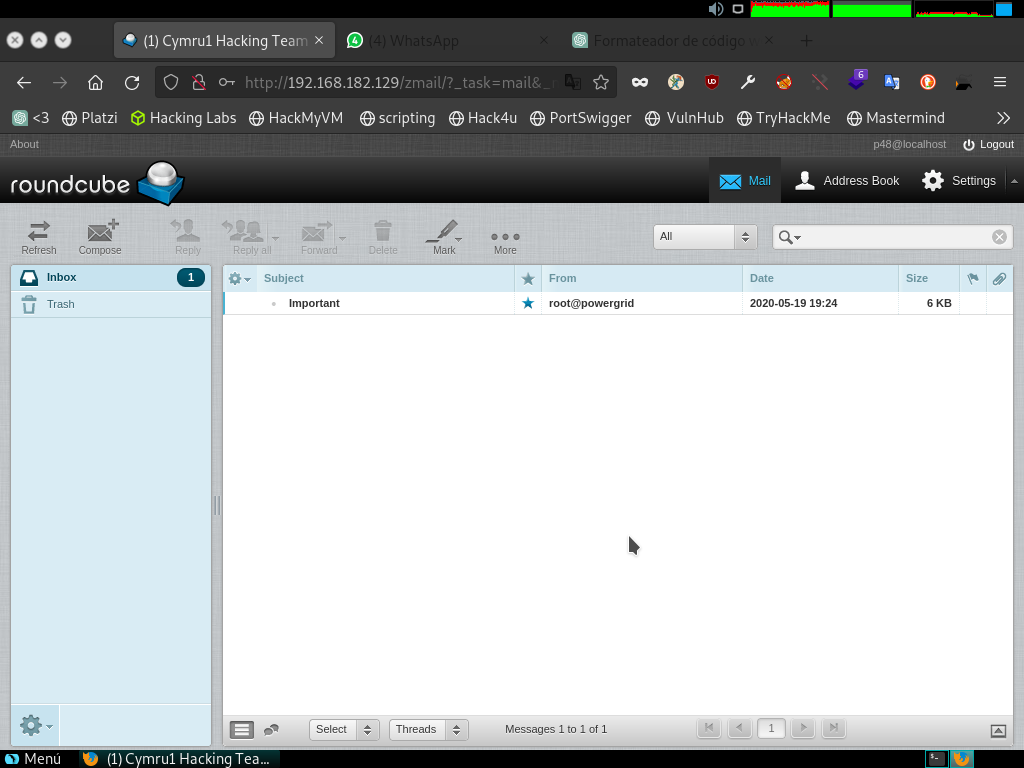 (1) Cymru1 Hacking Team
(4) WhatsApp
Formateador de código
http://192.168.182.129/zmail/?_task=mail&_
6
<3
Platzi
Hacking Labs
HackMyVM
scripting
Hack4u
PortSwigger
VulnHub
TryHackMe
Mastermind
About
p48@localhost
Logout
roundcube
Mail
Address Book
Settings
Refresh
Compose
Reply
Reply all
Forward
Delete
Mark
More
All
Inbox
1
Trash
Subject
From
Date
Size
Important
root@powergrid
2020-05-19 19:24
6 KB
Select
Threads
Messages 1 to 1 of 1
1
Menú
(1) Cymru1 Hacking Tea...